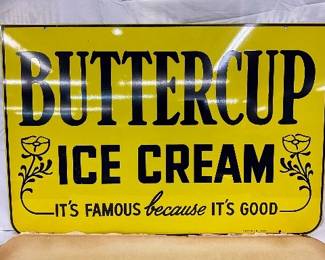 BUTTERCUP
ICE CREAM
IT'S FAMOUS because IT'S GOOD